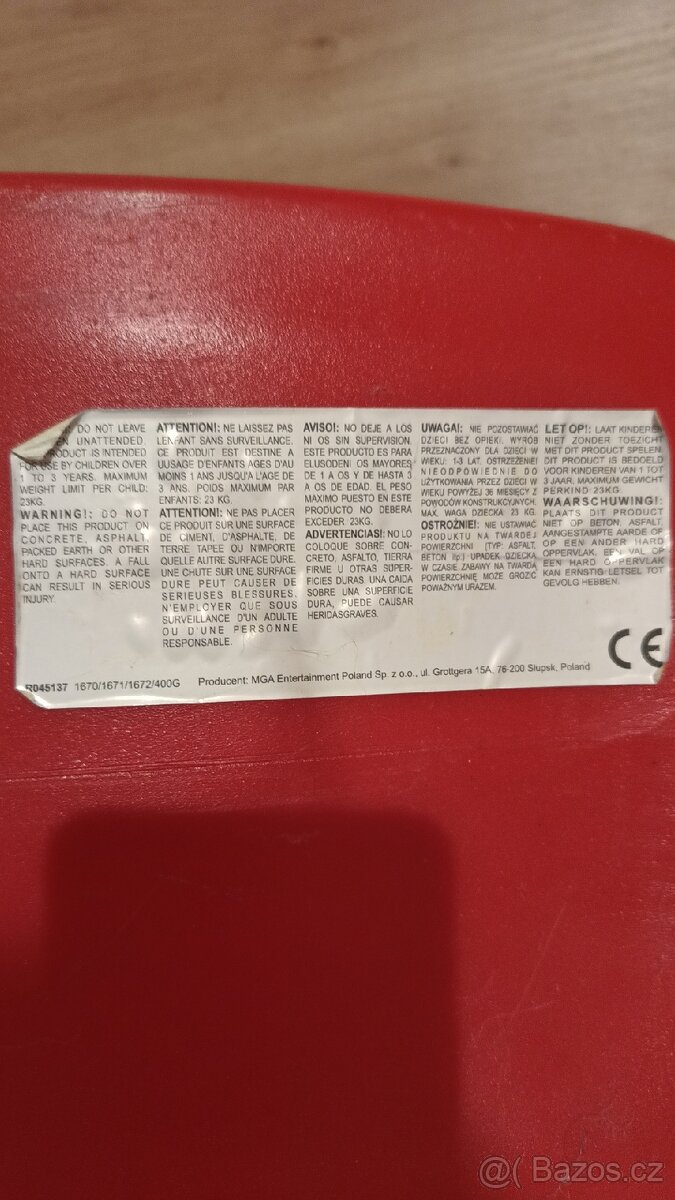 DO NOT LEAVE
UNATTENDED.
PRODUCT IS INTENDED
FOR USE BY CHILDREN OVER
1 TO 3 YEARS. MAXIMUM
WEIGHT LIMIT PER CHILD:
23KG.
WARNING!: DO NOT
PLACE THIS PRODUCT ON
CONCRETE, ASPHALT,
PACKED EARTH OR OTHER
HARD SURFACES. A FALL
ONTO A HARD SURFACE
CAN RESULT IN SERIOUS
INJURY.
ATTENTION!: NE LAISSEZ PAS
LENFANT SANS SURVEILLANCE.
CE PRODUIT EST DESTINE A
UUSAGE D'ENFANTS AGES D'AU
MOINS 1 ANS JUSQU'A L'AGE DE
3 ANS. POIDS MAXIMUM PAR
ENFANTS: 23 KG.
ATTENTION!: NE PAS PLACER
CE PRODUIT SUR UNE SURFACE
DE CIMENT, D'ASPHALTE, DE
TERRE TAPEE OU N'IMPORTE
QUELLE AUTRE SURFACE DURE.
UNE CHUTE SUR UNE SURFACE
DURE PEUT CAUSER DE
SERIEUSES BLESSURES,
N'EMPLOYER QUE SOUS
SURVEILLANCE D'UN ADULTE
OU D'UNE PERSONNE
RESPONSABLE.
AVISO!: NO DEJE A LOS
NI OS SIN SUPERVISION.
ESTE PRODUCTO ES PARA
ELUSODENI OS MAYORES
DE 1 A OS Y DE HASTA 3
A OS DE EDAD. EL PESO
MAXIMO PUESTO EN ESTE
PRODUCTO NO DEBERA
EXCEDER 23KG.
ADVERTENCIAS!: NO LO
COLOQUE SOBRE CON-
CRETO, ASFALTO, TIERRA
FIRME U OTRAS SUPER-
FICIES DURAS. UNA CAIDA
SOBRE UNA SUPERFICIE
DURA, PUEDE CAUSAR
HERICASGRAVES.
UWAGA!: NIE POZOSTAWIAĆ
DZIECI BEZ OPIEKI. WYRÓB
PRZEZNACZONY DLA DZIECI W
WIEKU: 1-3 LAT. OSTRZEŻENIE!
NIEODPOWIEDNIE DO
UŻYTKOWANIA PRZEZ DZIECI W
WIEKU POWYŻEJ 36 MIESIĘCY Z
POWODÓW KONSTRUKCYJNYCH.
MAX. WAGA DZIECKA: 23 KG.
OSTROŻNIE!: NIE USTAWIAĆ
PRODUKTU NA TWARDEJ
POWIERZCHNI (TYP: ASFALT,
BETON itp.) UPADEK DZIECKA
W CZASIE ZABAWY NA TWARDĄ
POWIERZCHNIĘ MOŻE GROZIĆ
POWAŻNYM URAZEM.
LET OP!: LAAT KINDEREN
NIET ZONDER TOEZICHT
MET DIT PRODUCT SPELEN.
DIT PRODUCT IS BEDOELD
VOOR KINDEREN VAN 1 TOT
3 JAAR. MAXIMUM GEWICHT
PERKIND 23KG.
WAARSCHUWING!:
PLAATS DIT PRODUCT
NIET OP BETON, ASFALT,
AANGESTAMPTE AARDE OF
OP EEN ANDER HARD
OPPERVLAK. EEN VAL OP
EEN HARD OPPERVLAK
KAN ERNSTIG LETSEL TOT
GEVOLG HEBBEN.
CE
R045137 1670/1671/1672/400G Producent: MGA Entertainment Poland Sp. z o.o., ul. Grottgera 15A, 76-200 Słupsk, Poland
@( Bazos.cz